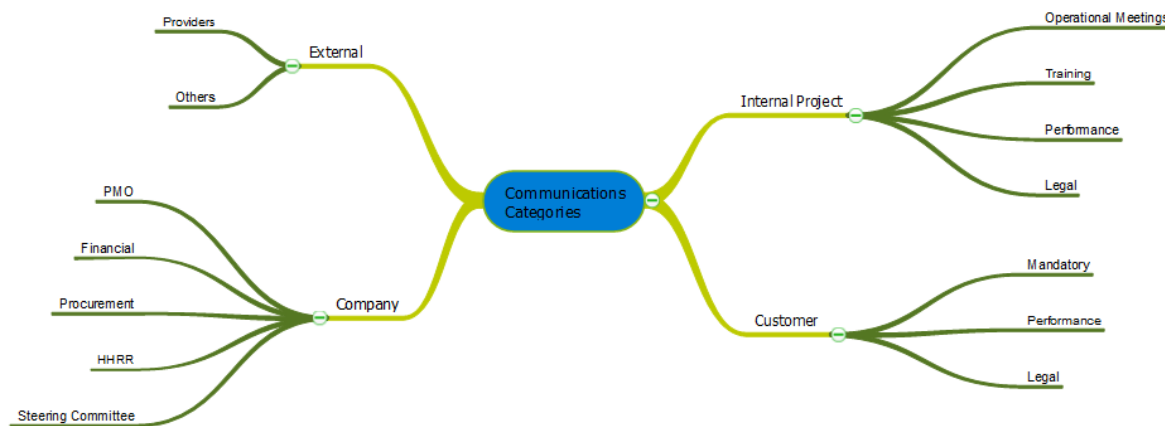 Communications
Categories
External
Providers
Others
Company
PMO
Financial
Procurement
HHRR
Steering Committee
Internal Project
Operational Meetings
Training
Performance
Legal
Customer
Mandatory
Performance
Legal